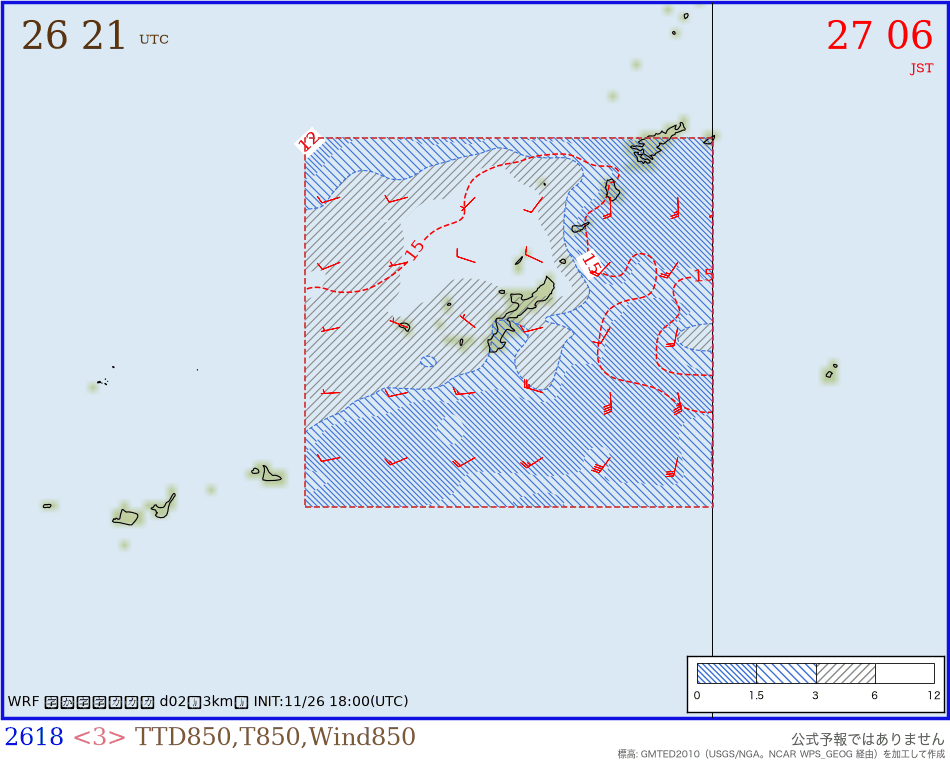 26 21 UTC
27 06
JST
12
15
15
15
WRF d02 3km INIT:11/26 18:00(UTC)
0 1.5 3 6 12
2618 <3> TTD850,T850,Wind850
公式予報ではありません
標高: GMTED2010（USGS/NGA。NCAR WPS_GEOG 経由）を加工して作成